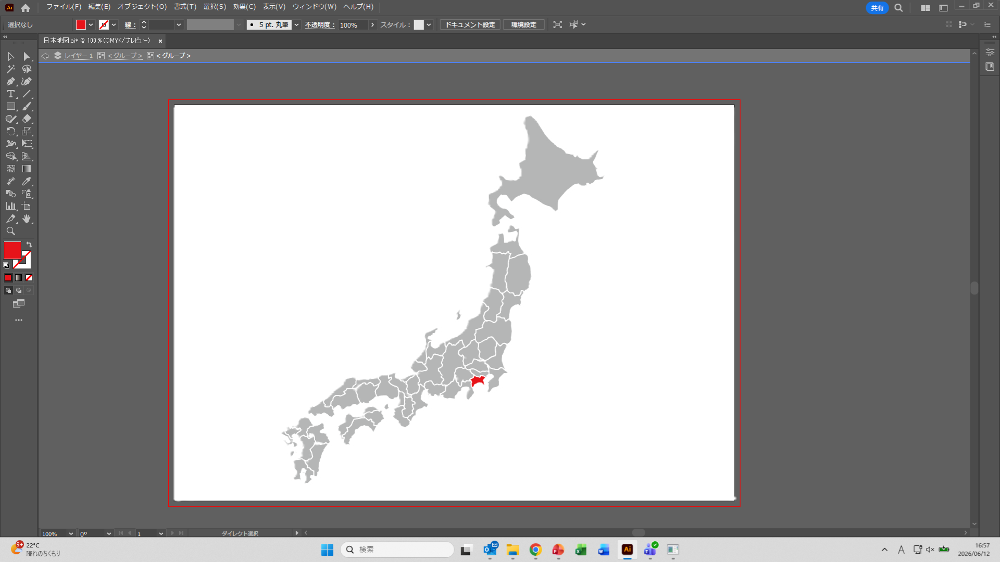 Ai ファイル(F) 編集(E) オブジェクト(O) 書式(T) 選択(S) 効果(C) 表示(V) ウィンドウ(W) ヘルプ(H) 共有
選択なし 線： 5 pt. 丸筆 不透明度： 100% スタイル： ドキュメント設定 環境設定
日本地図.ai* @ 100 % (CMYK/プレビュー) ×
レイヤー 1 <グループ> <グループ>
100% 0° 1 ダイレクト選択
9+ 22°C
晴れのちくもり
検索
Ai
A
16:57
2026/06/12